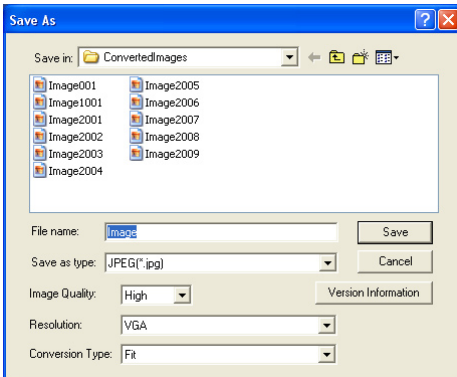 Save As
Save in: ConvertedImages
Image001 Image2005
Image1001 Image2006
Image2001 Image2007
Image2002 Image2008
Image2003 Image2009
Image2004
File name: Image Save
Save as type: JPEG(*.jpg) Cancel
Image Quality: High Version Information
Resolution: VGA
Conversion Type: Fit